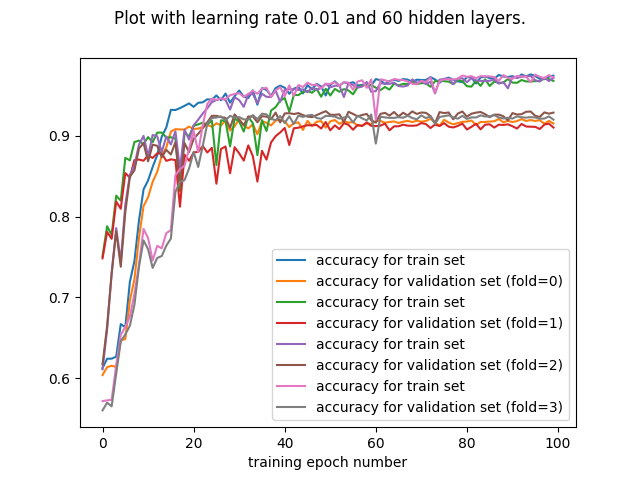 Plot with learning rate 0.01 and 60 hidden layers.
0.9
0.8
0.7
0.6
accuracy for train set
accuracy for validation set (fold=0)
accuracy for train set
accuracy for validation set (fold=1)
accuracy for train set
accuracy for validation set (fold=2)
accuracy for train set
accuracy for validation set (fold=3)
0 20 40 60 80 100
training epoch number